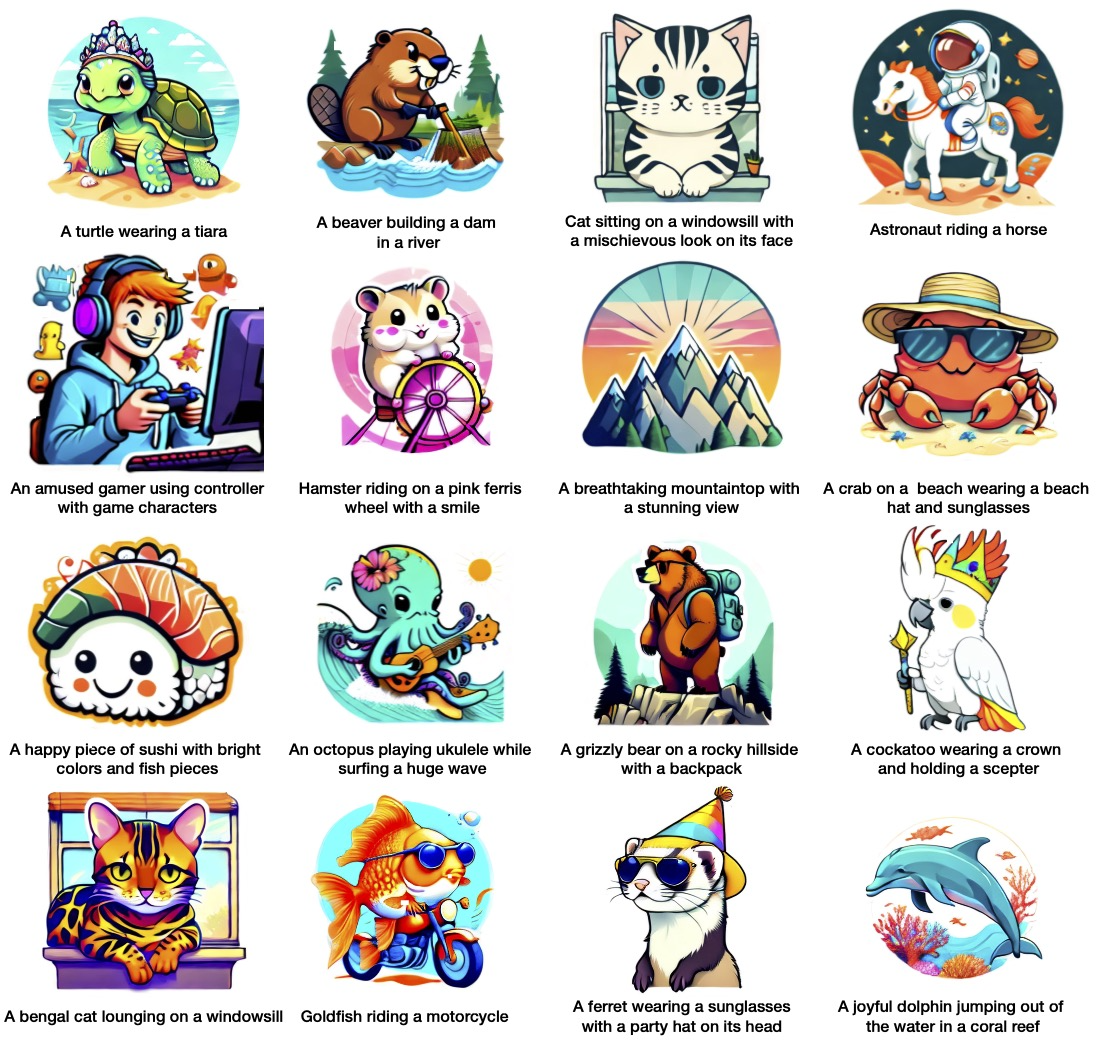 A turtle wearing a tiara
A beaver building a dam
in a river
Cat sitting on a windowsill with
a mischievous look on its face
Astronaut riding a horse
An amused gamer using controller
with game characters
Hamster riding on a pink ferris
wheel with a smile
A breathtaking mountaintop with
a stunning view
A crab on a  beach wearing a beach
hat and sunglasses
A happy piece of sushi with bright
colors and fish pieces
An octopus playing ukulele while
surfing a huge wave
A grizzly bear on a rocky hillside
with a backpack
A cockatoo wearing a crown
and holding a scepter
A bengal cat lounging on a windowsill
Goldfish riding a motorcycle
A ferret wearing a sunglasses
with a party hat on its head
A joyful dolphin jumping out of
the water in a coral reef